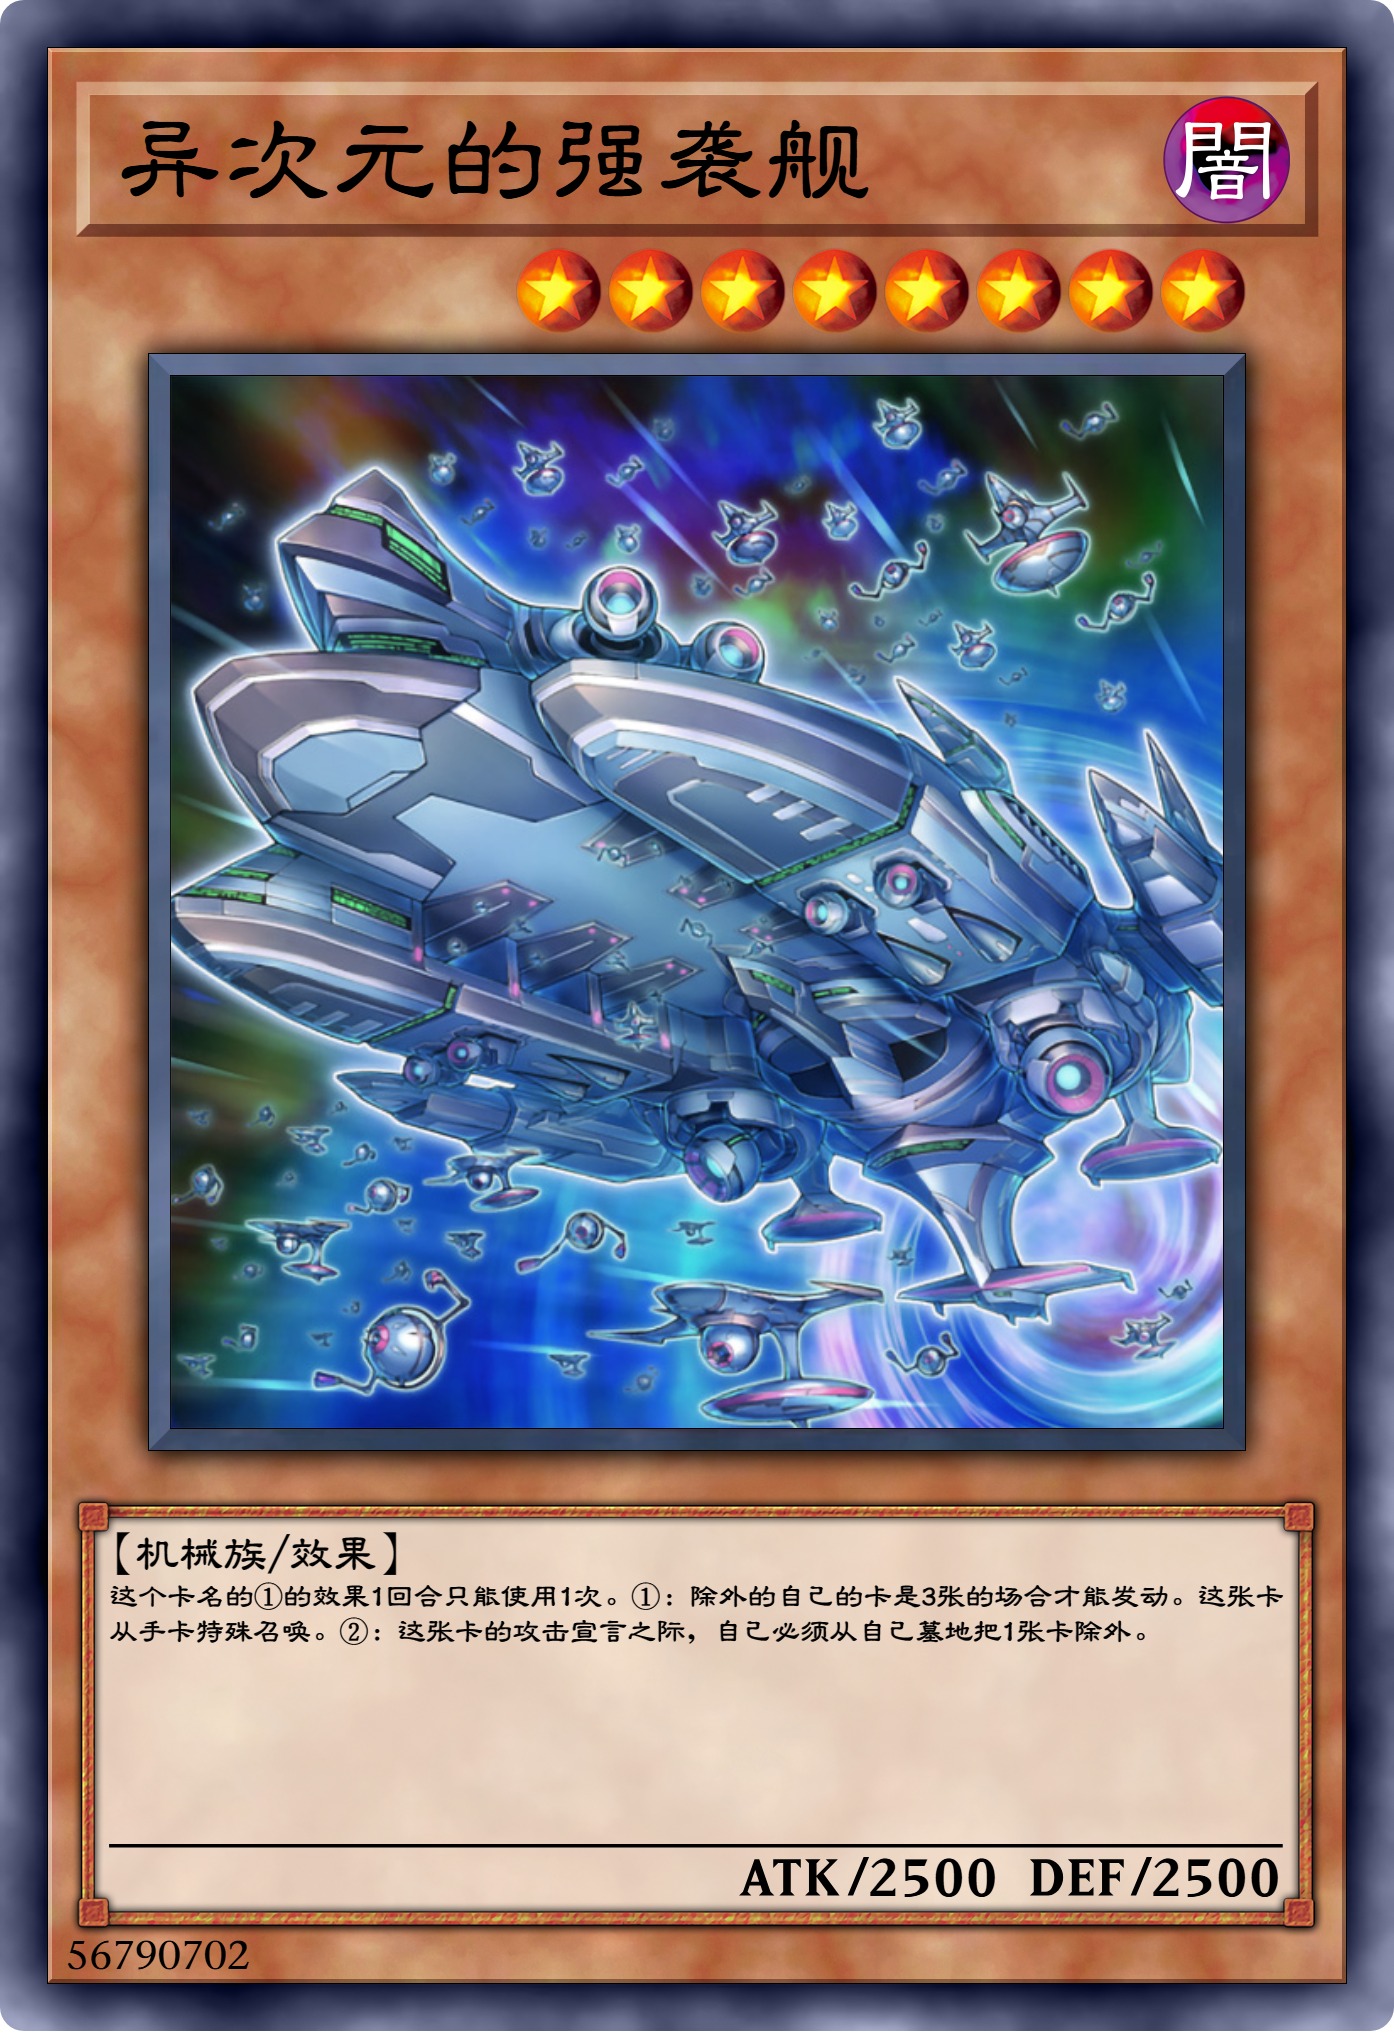 异次元的强袭舰
闇
【机械族/效果】
这个卡名的①的效果1回合只能使用1次。①：除外的自己的卡是3张的场合才能发动。这张卡
从手卡特殊召唤。②：这张卡的攻击宣言之际，自己必须从自己墓地把1张卡除外。
ATK/2500 DEF/2500
56790702